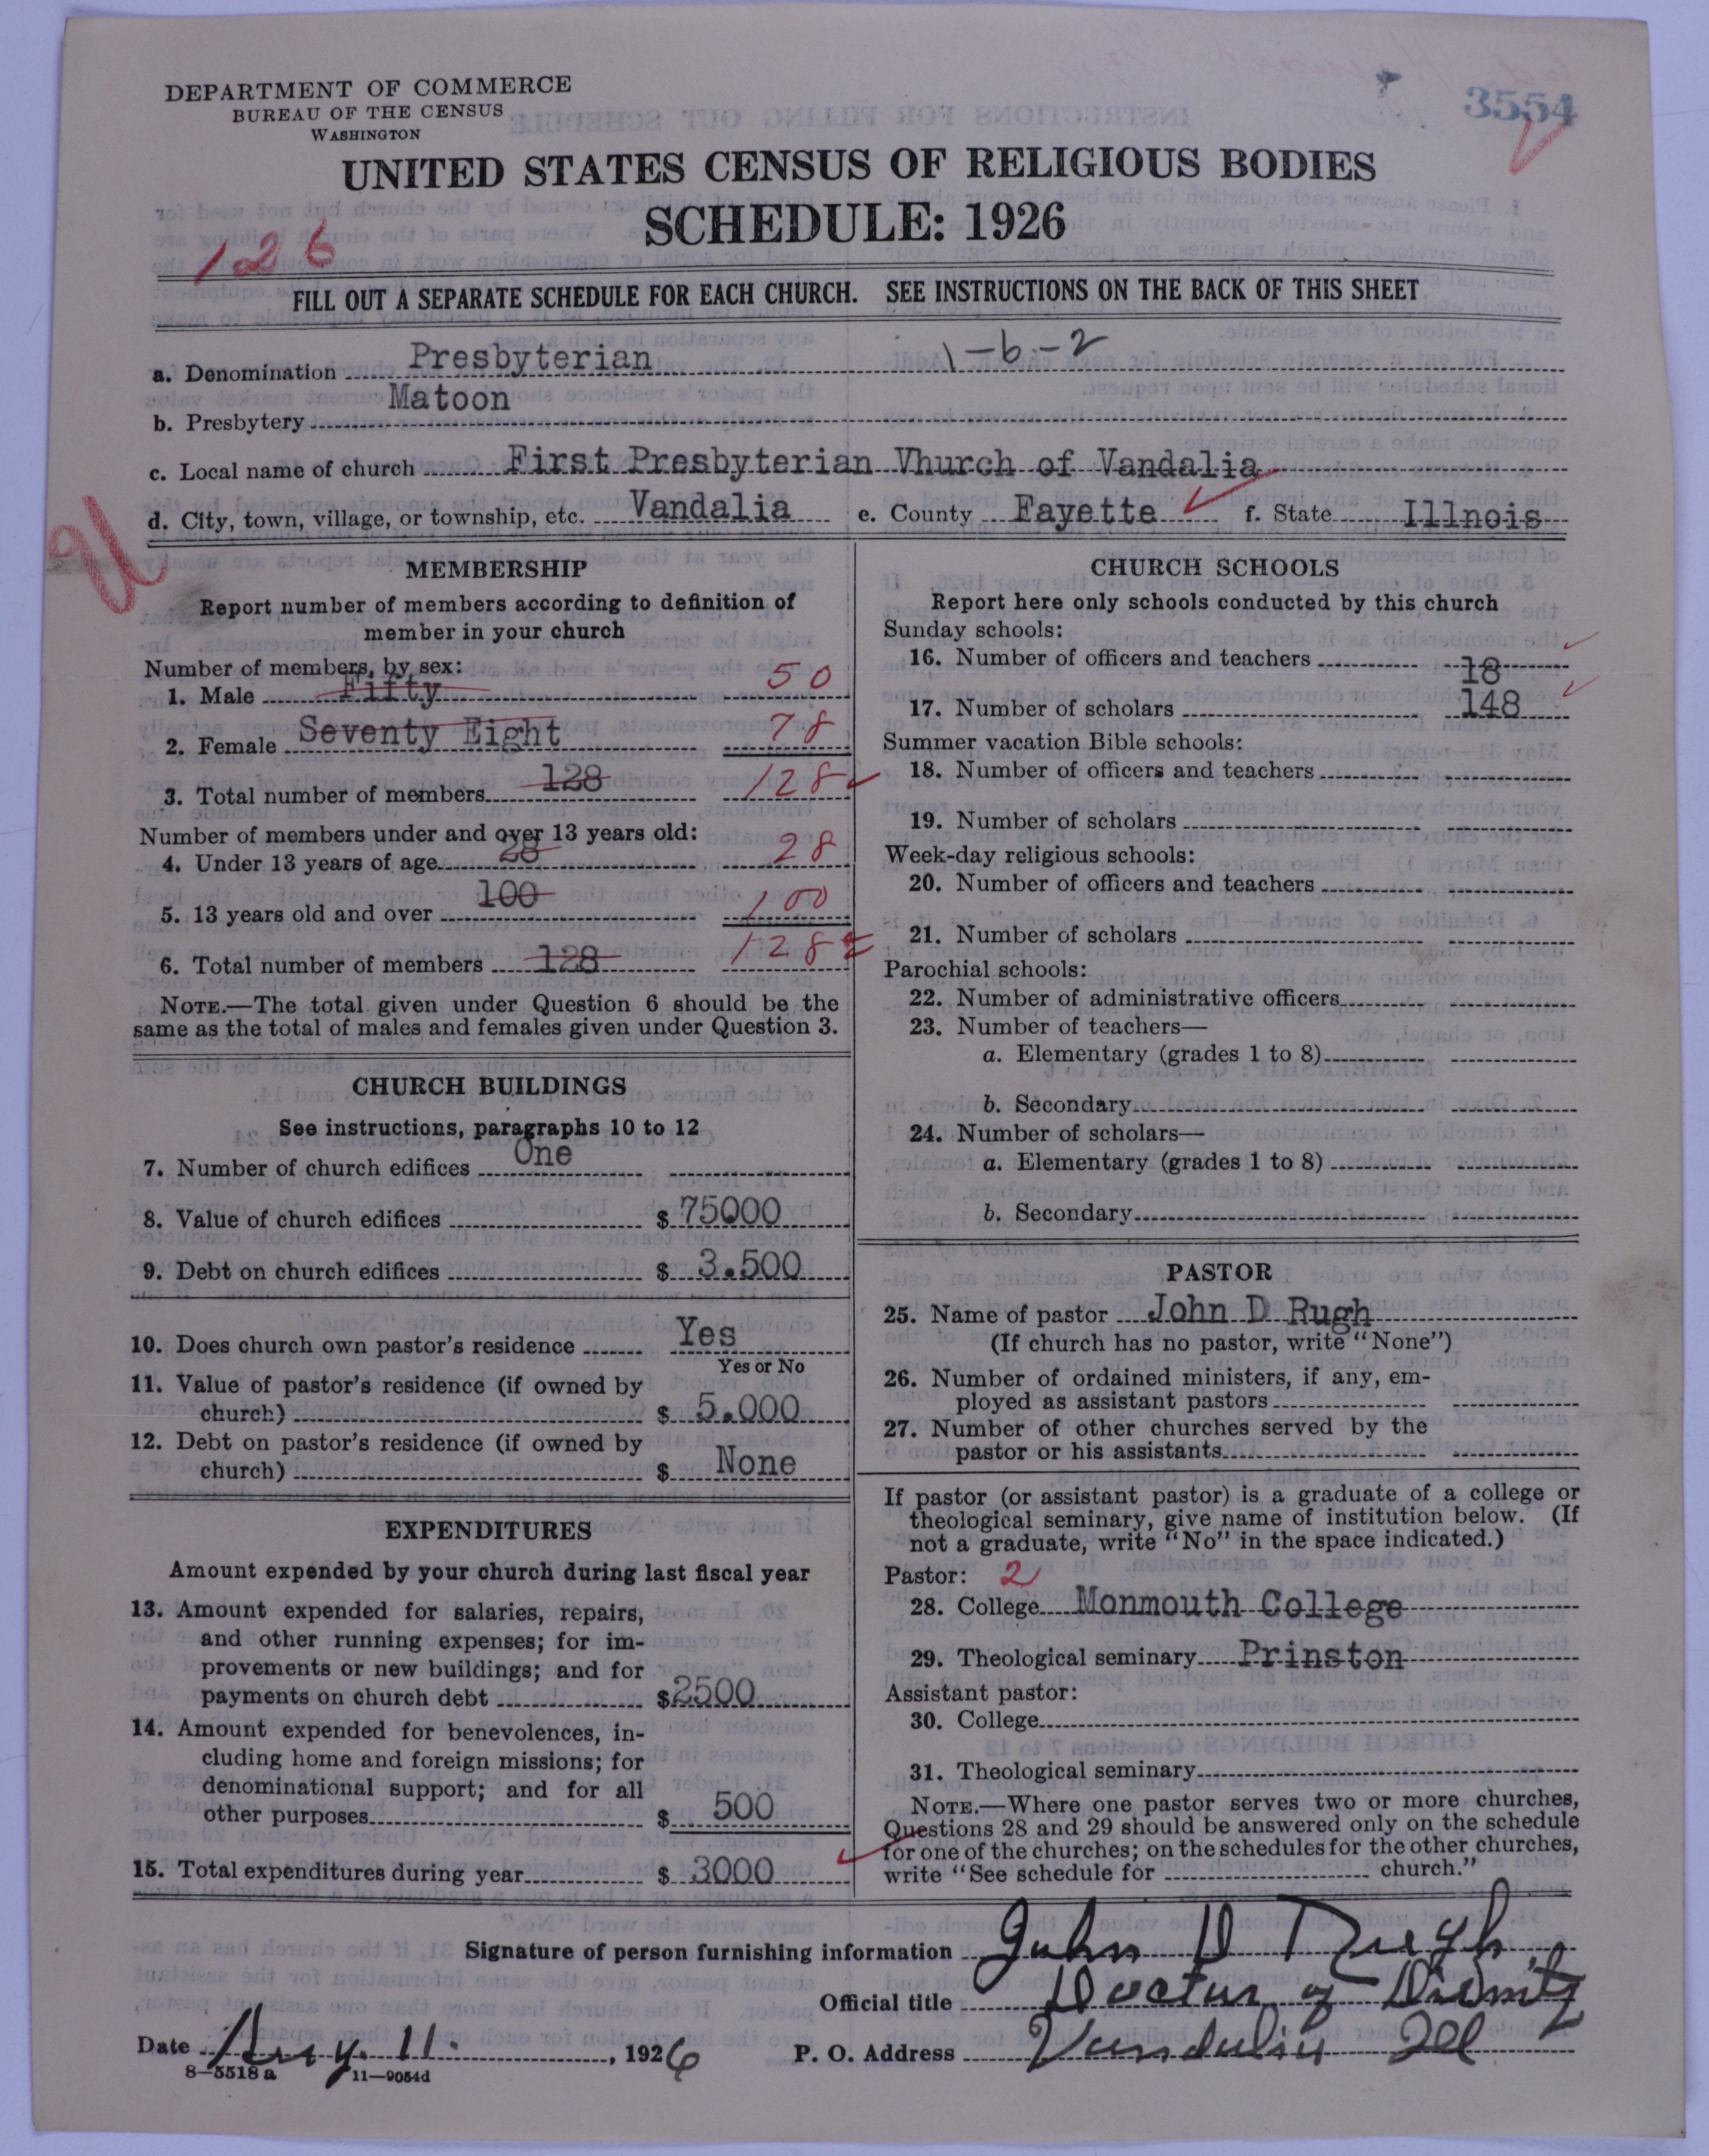 DEPARTMENT OF COMMERCE
BUREAU OF THE CENSUS
WASHINGTON
3554
UNITED STATES CENSUS OF RELIGIOUS BODIES
SCHEDULE: 1926
126
FILL OUT A SEPARATE SCHEDULE FOR EACH CHURCH. SEE INSTRUCTIONS ON THE BACK OF THIS SHEET
1-6-2
a. Denomination Presbyterian
b. Presbytery Matoon
c. Local name of church First Presbyterian Vhurch of Vandalia
d. City, town, village, or township, etc. Vandalia e. County Fayette f. State Illnois
MEMBERSHIP
Report number of members according to definition of
member in your church
Number of members, by sex:
1. Male Fifty 50
2. Female Seventy Eight 78
3. Total number of members 128 128
Number of members under and over 13 years old:
4. Under 13 years of age 28 28
5. 13 years old and over 100 100
6. Total number of members 128 128
NOTE.—The total given under Question 6 should be the
same as the total of males and females given under Question 3.
CHURCH BUILDINGS
See instructions, paragraphs 10 to 12
7. Number of church edifices One
8. Value of church edifices $ 75000
9. Debt on church edifices $ 3.500
10. Does church own pastor's residence Yes
Yes or No
11. Value of pastor's residence (if owned by
church) $ 5.000
12. Debt on pastor's residence (if owned by
church) $ None
EXPENDITURES
Amount expended by your church during last fiscal year
13. Amount expended for salaries, repairs,
and other running expenses; for im-
provements or new buildings; and for
payments on church debt $2500
14. Amount expended for benevolences, in-
cluding home and foreign missions; for
denominational support; and for all
other purposes $ 500
15. Total expenditures during year $ 3000
CHURCH SCHOOLS
Report here only schools conducted by this church
Sunday schools:
16. Number of officers and teachers 18
17. Number of scholars 148
Summer vacation Bible schools:
18. Number of officers and teachers
19. Number of scholars
Week-day religious schools:
20. Number of officers and teachers
21. Number of scholars
Parochial schools:
22. Number of administrative officers
23. Number of teachers—
a. Elementary (grades 1 to 8)
b. Secondary
24. Number of scholars—
a. Elementary (grades 1 to 8)
b. Secondary
PASTOR
25. Name of pastor John D Rugh
(If church has no pastor, write "None")
26. Number of ordained ministers, if any, em-
ployed as assistant pastors
27. Number of other churches served by the
pastor or his assistants
If pastor (or assistant pastor) is a graduate of a college or
theological seminary, give name of institution below. (If
not a graduate, write "No" in the space indicated.)
Pastor: 2
28. College Monmouth College
29. Theological seminary Prinston
Assistant pastor:
30. College
31. Theological seminary
NOTE.—Where one pastor serves two or more churches,
Questions 28 and 29 should be answered only on the schedule
for one of the churches; on the schedules for the other churches,
write "See schedule for church."
Signature of person furnishing information John D Rugh
Official title Doctor of Divinity
Date Aug. 11. , 1926 P. O. Address Vandalia Ill
8—5518 a 11—9054d